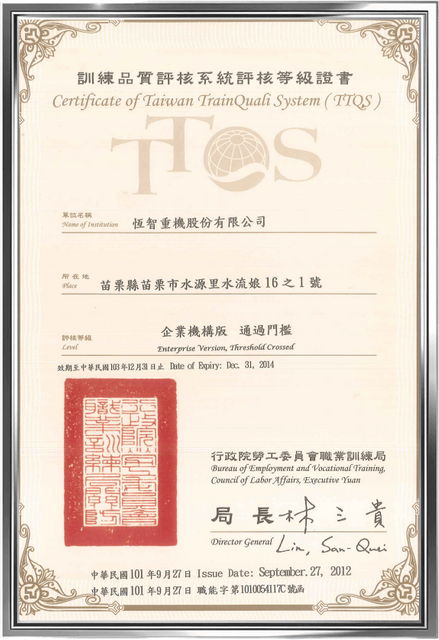 訓練品質評核系統評核等級證書
Certificate of Taiwan TrainQuali System ( TTQS )
TTQS
單位名稱
Name of Institution
恆智重機股份有限公司
所在地
Place
苗栗縣苗栗市水源里水流娘16之1號
評核等級
Level
企業機構版 通過門檻
Enterprise Version, Threshold Crossed
效期至中華民國103年12月31日止 Date of Expiry: Dec. 31, 2014
行政院勞工委員會職業訓練局
Bureau of Employment and Vocational Training,
Council of Labor Affairs, Executive Yuan
局長林三貴
Director General Lin, San-Quei
中華民國101年9月27日 Issue Date: September. 27, 2012
中華民國101年9月27日 職能字第1010054117C號函